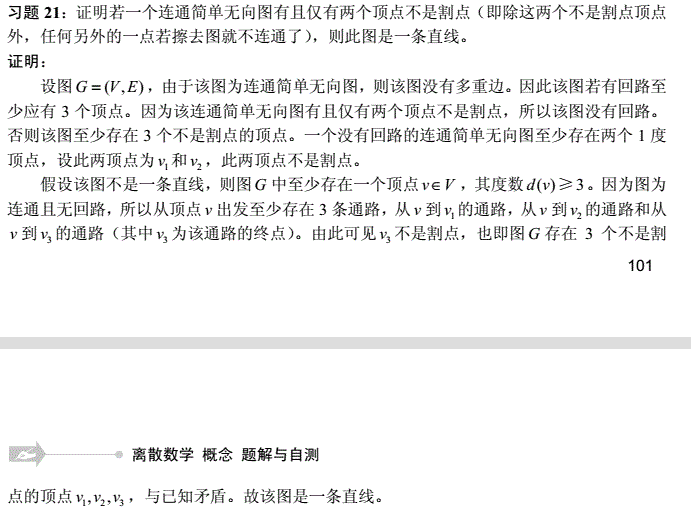 习题 21：证明若一个连通简单无向图有且仅有两个顶点不是割点（即除这两个不是割点顶点
外，任何另外的一点若擦去图就不连通了），则此图是一条直线。
证明：
设图 G = (V, E)，由于该图为连通简单无向图，则该图没有多重边。因此该图若有回路至
少应有 3 个顶点。因为该连通简单无向图有且仅有两个顶点不是割点，所以该图没有回路。
否则该图至少存在 3 个不是割点的顶点。一个没有回路的连通简单无向图至少存在两个 1 度
顶点，设此两顶点为 v₁ 和 v₂，此两顶点不是割点。
假设该图不是一条直线，则图 G 中至少存在一个顶点 v∈V，其度数 d(v)≥3。因为图为
连通且无回路，所以从顶点 v 出发至少存在 3 条通路，从 v 到 v₁ 的通路，从 v 到 v₂ 的通路和从
v 到 v₃ 的通路（其中 v₃ 为该通路的终点）。由此可见 v₃ 不是割点，也即图 G 存在 3 个不是割
101
离散数学 概念 题解与自测
点的顶点 v₁, v₂, v₃，与已知矛盾。故该图是一条直线。